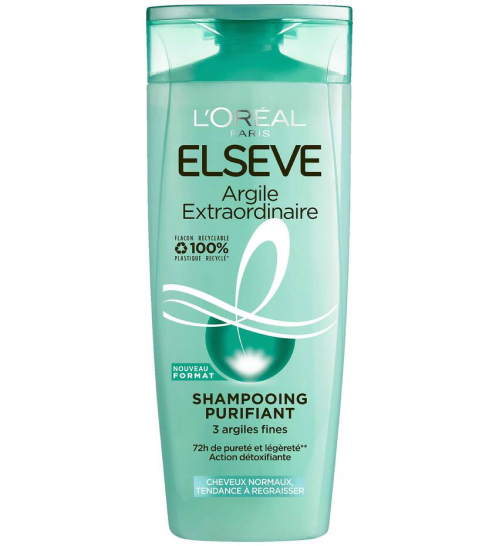 L'ORÉAL
PARIS
ELSEVE
Argile
Extraordinaire
FLACON RECYCLABLE
100%
PLASTIQUE RECYCLÉ*
NOUVEAU
FORMAT
SHAMPOOING
PURIFIANT
3 argiles fines
72h de pureté et légèreté**
Action détoxifiante
CHEVEUX NORMAUX,
TENDANCE À REGRAISSER